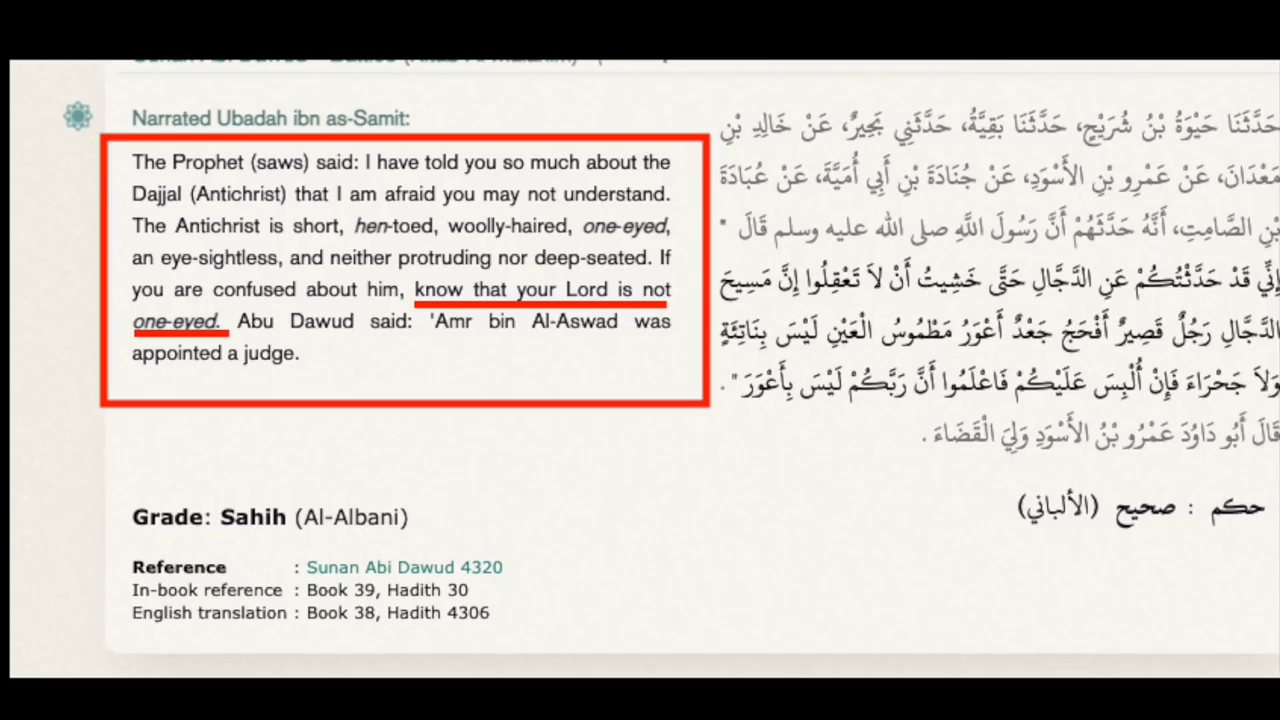 Narrated Ubadah ibn as-Samit:
The Prophet (saws) said: I have told you so much about the
Dajjal (Antichrist) that I am afraid you may not understand.
The Antichrist is short, hen-toed, woolly-haired, one-eyed,
an eye-sightless, and neither protruding nor deep-seated. If
you are confused about him, know that your Lord is not
one-eyed. Abu Dawud said: 'Amr bin Al-Aswad was
appointed a judge.
حَدَّثَنَا حَيْوَةُ بْنُ شُرَيْحٍ، حَدَّثَنَا بَقِيَّةُ، حَدَّثَنِي بَحِيرٌ، عَنْ خَالِدِ بْنِ
مَعْدَانَ، عَنْ عَمْرِو بْنِ الأَسْوَدِ، عَنْ جُنَادَةَ بْنِ أَبِي أُمَيَّةَ، عَنْ عُبَادَةَ
بْنِ الصَّامِتِ، أَنَّهُ حَدَّثَهُمْ أَنَّ رَسُولَ اللَّهِ صلى الله عليه وسلم قَالَ "
إِنِّي قَدْ حَدَّثْتُكُمْ عَنِ الدَّجَّالِ حَتَّى خَشِيتُ أَنْ لاَ تَعْقِلُوا إِنَّ مَسِيحَ
الدَّجَّالِ رَجُلٌ قَصِيرٌ أَفْحَجُ جَعْدٌ أَعْوَرُ مَطْمُوسُ الْعَيْنِ لَيْسَ بِنَاتِئَةٍ
وَلاَ جَحْرَاءَ فَإِنْ أُلْبِسَ عَلَيْكُمْ فَاعْلَمُوا أَنَّ رَبَّكُمْ لَيْسَ بِأَعْوَرَ " .
قَالَ أَبُو دَاوُدَ عَمْرُو بْنُ الأَسْوَدِ وَلِيَ الْقَضَاءَ .
Grade: Sahih (Al-Albani)
حكم : صحيح (الألباني)
Reference : Sunan Abi Dawud 4320
In-book reference : Book 39, Hadith 30
English translation : Book 38, Hadith 4306